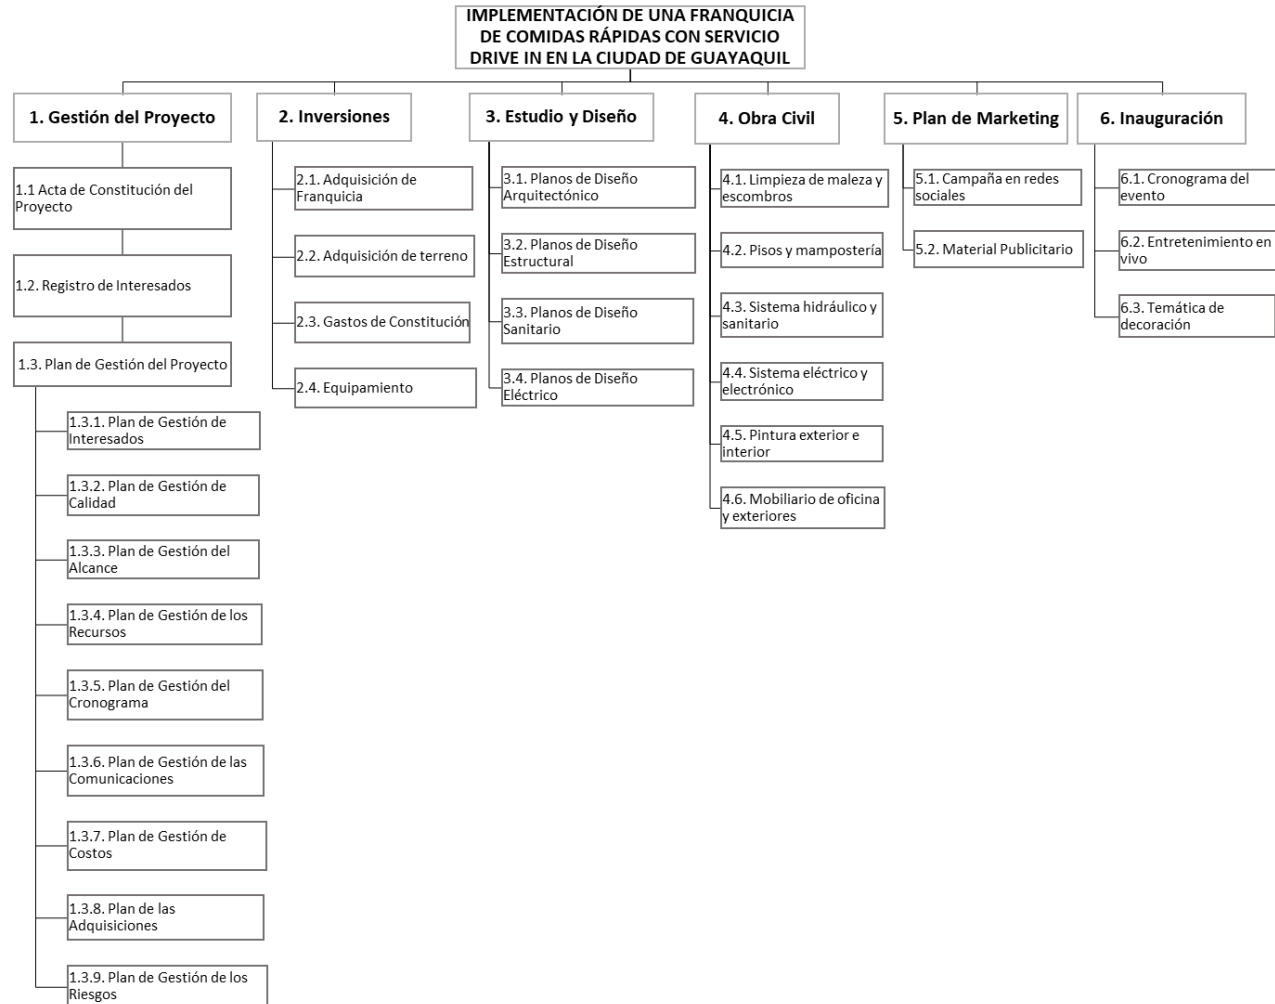 IMPLEMENTACIÓN DE UNA FRANQUICIA
DE COMIDAS RÁPIDAS CON SERVICIO
DRIVE IN EN LA CIUDAD DE GUAYAQUIL
1. Gestión del Proyecto
1.1 Acta de Constitución del
Proyecto
1.2. Registro de Interesados
1.3. Plan de Gestión del Proyecto
1.3.1. Plan de Gestión de
Interesados
1.3.2. Plan de Gestión de
Calidad
1.3.3. Plan de Gestión del
Alcance
1.3.4. Plan de Gestión de los
Recursos
1.3.5. Plan de Gestión del
Cronograma
1.3.6. Plan de Gestión de las
Comunicaciones
1.3.7. Plan de Gestión de
Costos
1.3.8. Plan de las
Adquisiciones
1.3.9. Plan de Gestión de los
Riesgos
2. Inversiones
2.1. Adquisición de
Franquicia
2.2. Adquisición de terreno
2.3. Gastos de Constitución
2.4. Equipamiento
3. Estudio y Diseño
3.1. Planos de Diseño
Arquitectónico
3.2. Planos de Diseño
Estructural
3.3. Planos de Diseño
Sanitario
3.4. Planos de Diseño
Eléctrico
4. Obra Civil
4.1. Limpieza de maleza y
escombros
4.2. Pisos y mampostería
4.3. Sistema hidráulico y
sanitario
4.4. Sistema eléctrico y
electrónico
4.5. Pintura exterior e
interior
4.6. Mobiliario de oficina
y exteriores
5. Plan de Marketing
5.1. Campaña en redes
sociales
5.2. Material Publicitario
6. Inauguración
6.1. Cronograma del
evento
6.2. Entretenimiento en
vivo
6.3. Temática de
decoración